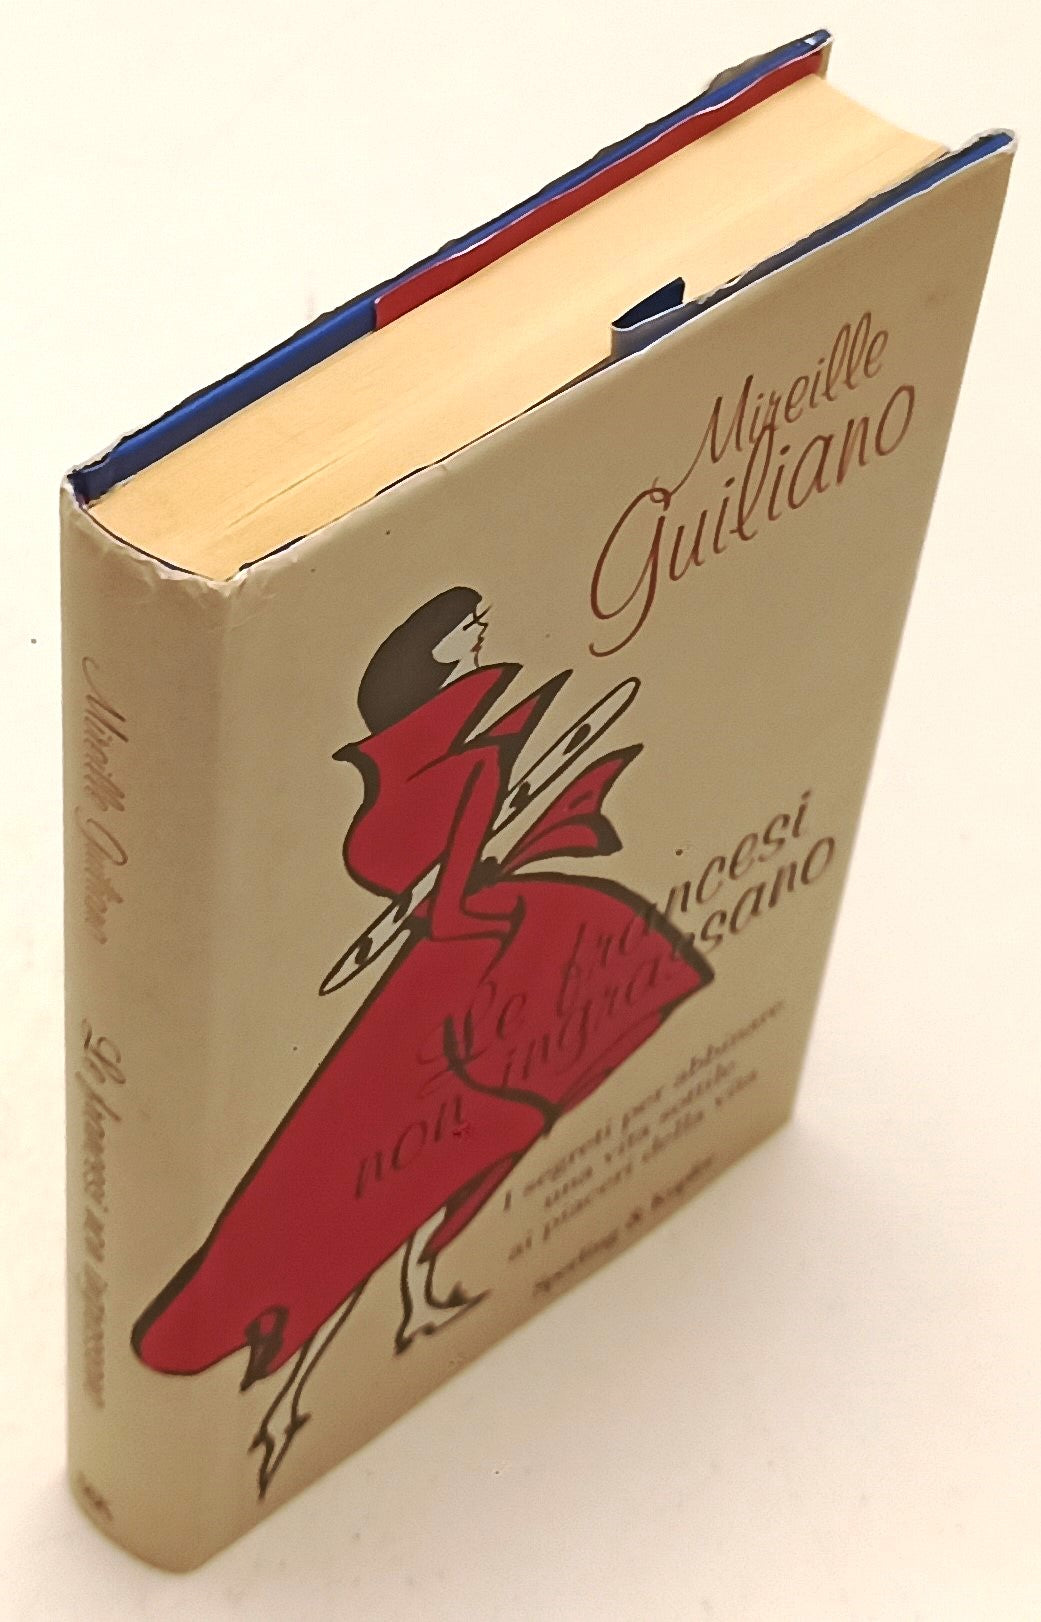 Mireille
Guiliano
Le francesi
non ingrassano
I segreti per abbinare
una vita sottile
ai piaceri della vita
Sperling & Kupfer
Mireille Guiliano Le francesi non ingrassano